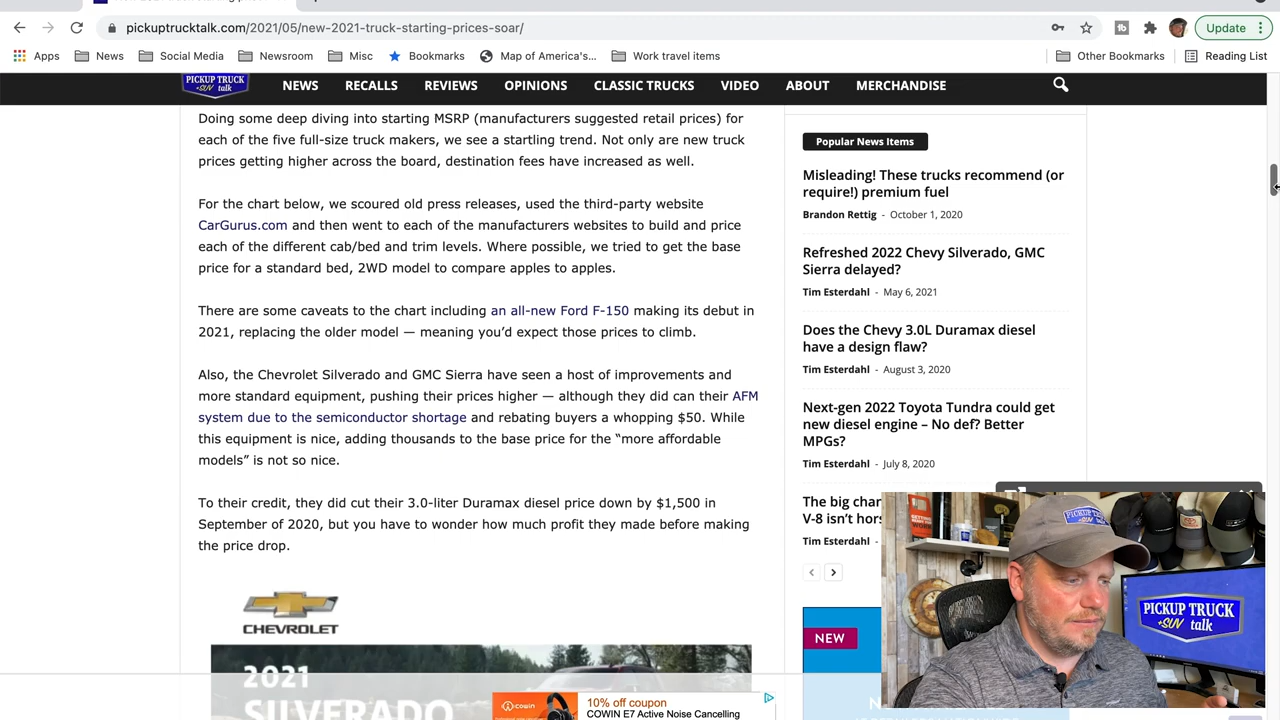 pickuptrucktalk.com/2021/05/new-2021-truck-starting-prices-soar/
Update
Apps
News
Social Media
Newsroom
Misc
Bookmarks
Map of America's...
Work travel items
Other Bookmarks
Reading List
PICKUP TRUCK
+SUV talk
NEWS
RECALLS
REVIEWS
OPINIONS
CLASSIC TRUCKS
VIDEO
ABOUT
MERCHANDISE
Doing some deep diving into starting MSRP (manufacturers suggested retail prices) for
each of the five full-size truck makers, we see a startling trend. Not only are new truck
prices getting higher across the board, destination fees have increased as well.
For the chart below, we scoured old press releases, used the third-party website
CarGurus.com and then went to each of the manufacturers websites to build and price
each of the different cab/bed and trim levels. Where possible, we tried to get the base
price for a standard bed, 2WD model to compare apples to apples.
There are some caveats to the chart including an all-new Ford F-150 making its debut in
2021, replacing the older model — meaning you’d expect those prices to climb.
Also, the Chevrolet Silverado and GMC Sierra have seen a host of improvements and
more standard equipment, pushing their prices higher — although they did can their AFM
system due to the semiconductor shortage and rebating buyers a whopping $50. While
this equipment is nice, adding thousands to the base price for the “more affordable
models” is not so nice.
To their credit, they did cut their 3.0-liter Duramax diesel price down by $1,500 in
September of 2020, but you have to wonder how much profit they made before making
the price drop.
CHEVROLET
2021
SILVERADO
10% off coupon
COWIN E7 Active Noise Cancelling
cowin
Popular News Items
Misleading! These trucks recommend (or
require!) premium fuel
Brandon Rettig - October 1, 2020
Refreshed 2022 Chevy Silverado, GMC
Sierra delayed?
Tim Esterdahl - May 6, 2021
Does the Chevy 3.0L Duramax diesel
have a design flaw?
Tim Esterdahl - August 3, 2020
Next-gen 2022 Toyota Tundra could get
new diesel engine – No def? Better
MPGs?
Tim Esterdahl - July 8, 2020
The big
V-8 isn’t
Tim Esterdahl -
NEW
PICKUP TRUCK
+SUV talk